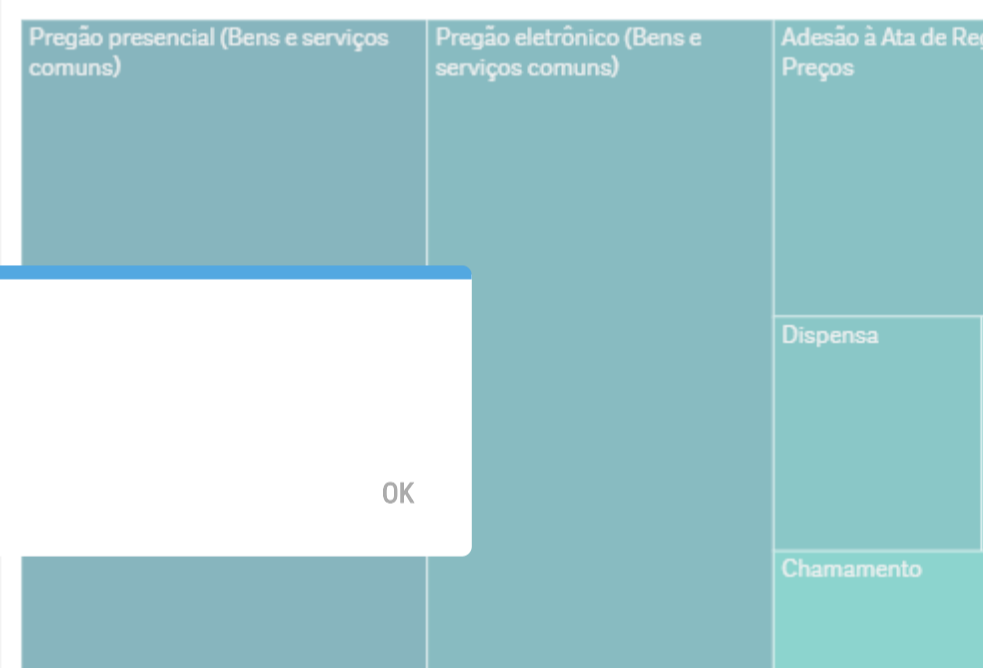 Pregão presencial (Bens e serviços
comuns)
Pregão eletrônico (Bens e
serviços comuns)
Adesão à Ata de
Preços
Dispensa
OK
Chamamento